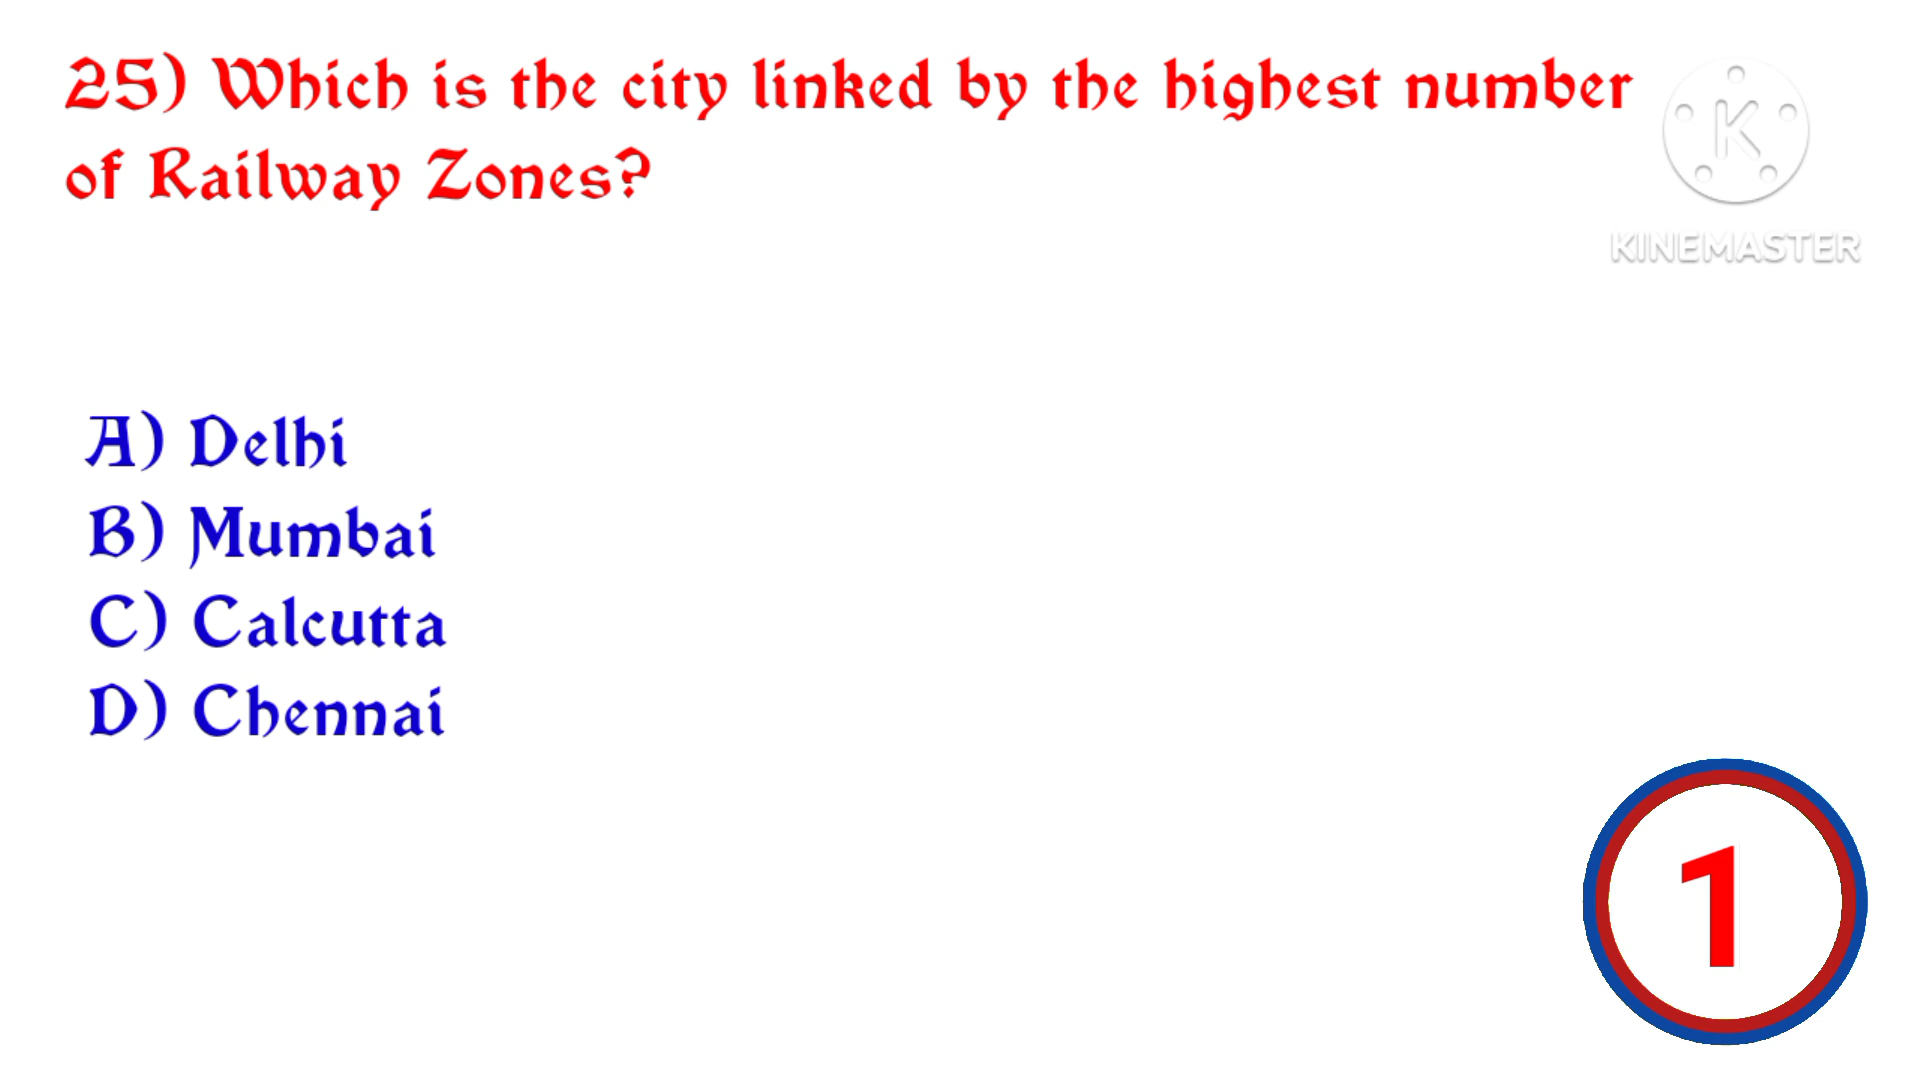 25) Which is the city linked by the highest number
of Railway Zones?
K
KINEMASTER
A) Delhi
B) Mumbai
C) Calcutta
D) Chennai
1